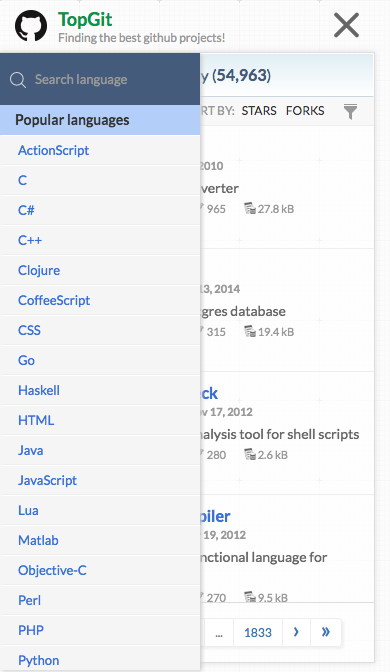 TopGit
Finding the best github projects!
Search language
y (54,963)
RT BY: STARS FORKS
Popular languages
ActionScript
C
C#
C++
Clojure
CoffeeScript
CSS
Go
Haskell
HTML
Java
JavaScript
Lua
Matlab
Objective-C
Perl
PHP
Python
2010
verter
965 27.8 kB
13, 2014
gres database
315 19.4 kB
ck
v 17, 2012
nalysis tool for shell scripts
280 2.6 kB
piler
19, 2012
nctional language for
270 9.5 kB
... 1833 › »